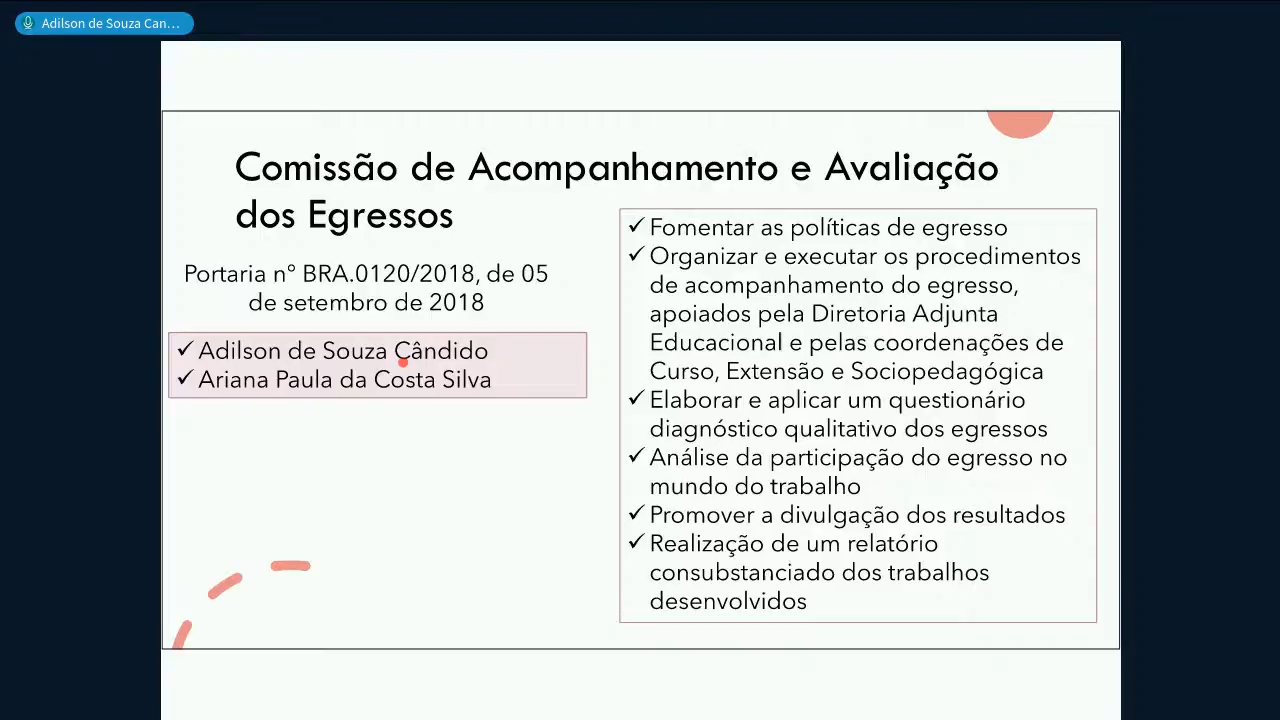 Adilson de Souza Can...
Comissão de Acompanhamento e Avaliação
dos Egressos
Portaria nº BRA.0120/2018, de 05
de setembro de 2018
✓ Adilson de Souza Cândido
✓ Ariana Paula da Costa Silva
✓ Fomentar as políticas de egresso
✓ Organizar e executar os procedimentos
de acompanhamento do egresso,
apoiados pela Diretoria Adjunta
Educacional e pelas coordenações de
Curso, Extensão e Sociopedagógica
✓ Elaborar e aplicar um questionário
diagnóstico qualitativo dos egressos
✓ Análise da participação do egresso no
mundo do trabalho
✓ Promover a divulgação dos resultados
✓ Realização de um relatório
consubstanciado dos trabalhos
desenvolvidos